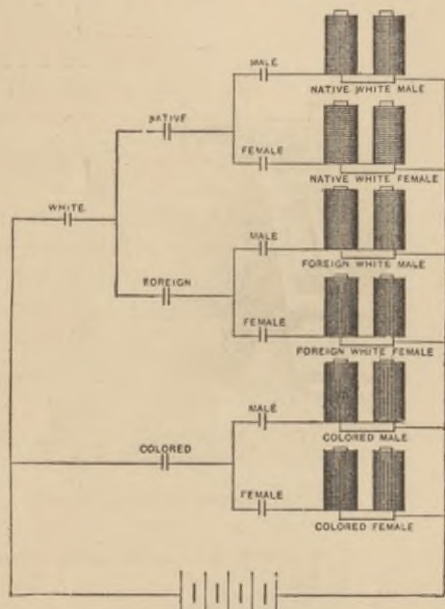 MALE
NATIVE WHITE MALE
NATIVE
FEMALE
NATIVE WHITE FEMALE
WHITE
MALE
FOREIGN WHITE MALE
FOREIGN
FEMALE
FOREIGN WHITE FEMALE
MALE
COLORED MALE
COLORED
FEMALE
COLORED FEMALE